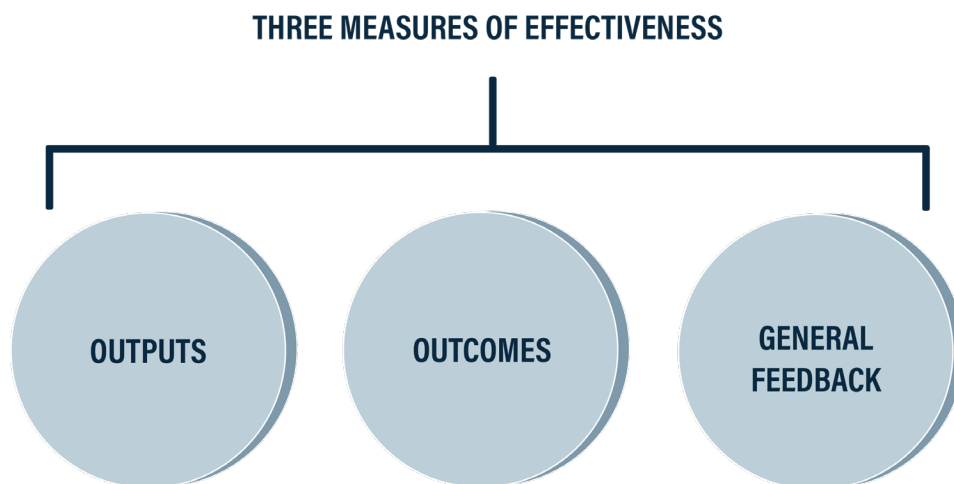 THREE MEASURES OF EFFECTIVENESS
OUTPUTS
OUTCOMES
GENERAL
FEEDBACK